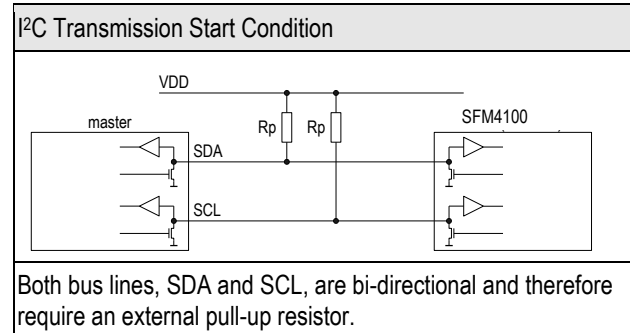 I²C Transmission Start Condition
VDD
master
Rp
Rp
SFM4100
SDA
SCL
Both bus lines, SDA and SCL, are bi-directional and therefore
require an external pull-up resistor.